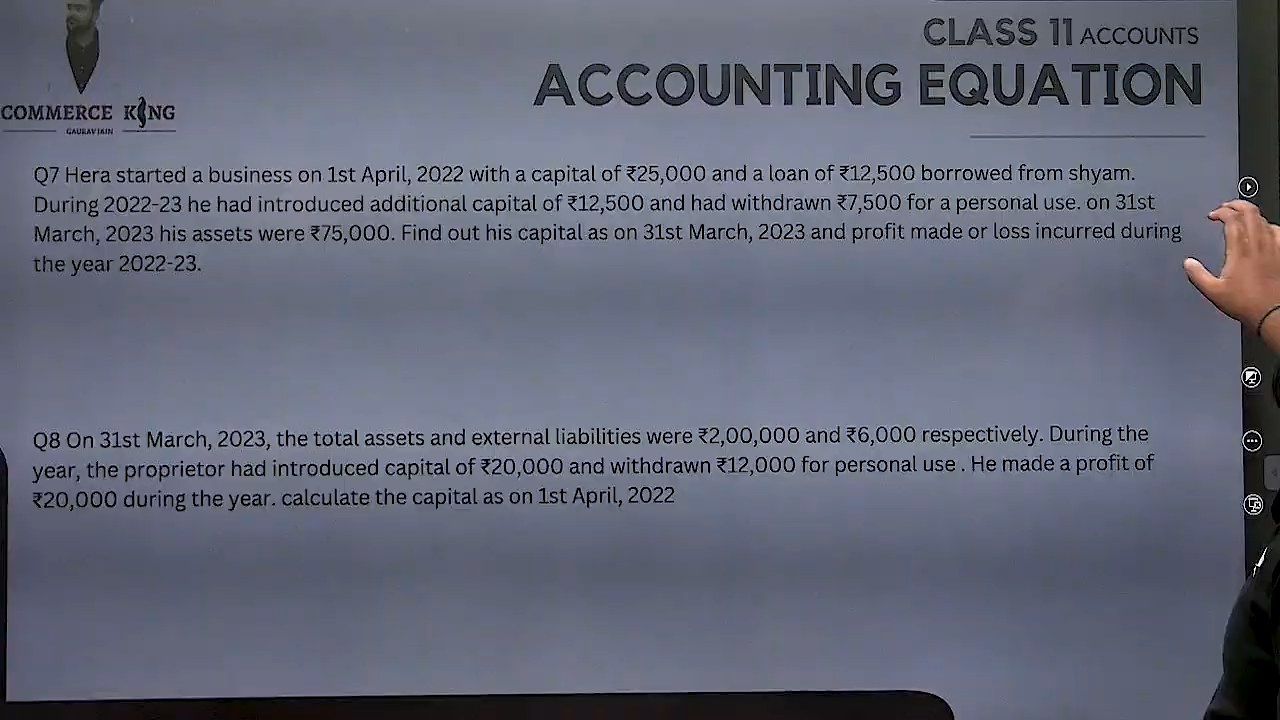 CLASS 11 ACCOUNTS
ACCOUNTING EQUATION
COMMERCE KING
GAURAV JAIN
Q7 Hera started a business on 1st April, 2022 with a capital of ₹25,000 and a loan of ₹12,500 borrowed from shyam.
During 2022-23 he had introduced additional capital of ₹12,500 and had withdrawn ₹7,500 for a personal use. on 31st
March, 2023 his assets were ₹75,000. Find out his capital as on 31st March, 2023 and profit made or loss incurred during
the year 2022-23.
Q8 On 31st March, 2023, the total assets and external liabilities were ₹2,00,000 and ₹6,000 respectively. During the
year, the proprietor had introduced capital of ₹20,000 and withdrawn ₹12,000 for personal use . He made a profit of
₹20,000 during the year. calculate the capital as on 1st April, 2022